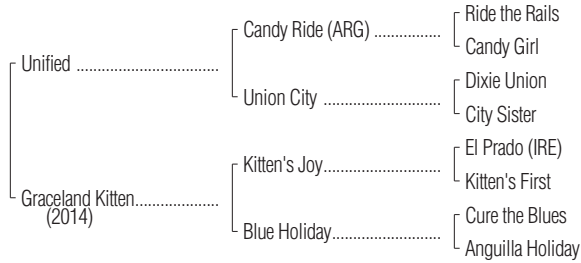 Ride the Rails
Candy Ride (ARG) ................
Candy Girl
Unified .................................
Dixie Union
Union City ............................
City Sister
El Prado (IRE)
Kitten's Joy............................
Kitten's First
Graceland Kitten....................
(2014)
Cure the Blues
Blue Holiday..........................
Anguilla Holiday